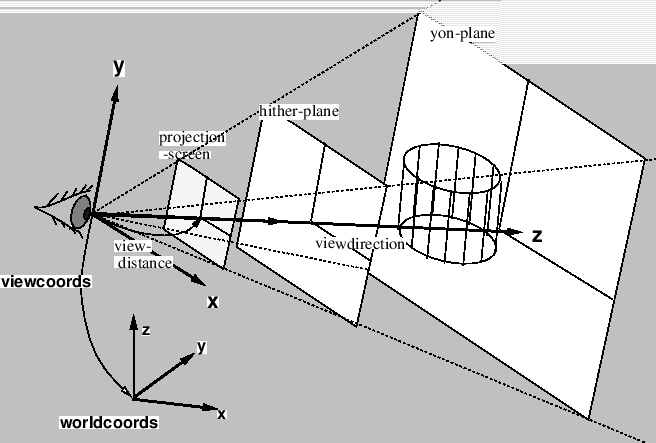 yon-plane
y
hither-plane
projection
-screen
z
viewdirection
view-
distance
viewcoords
x
z
y
x
worldcoords